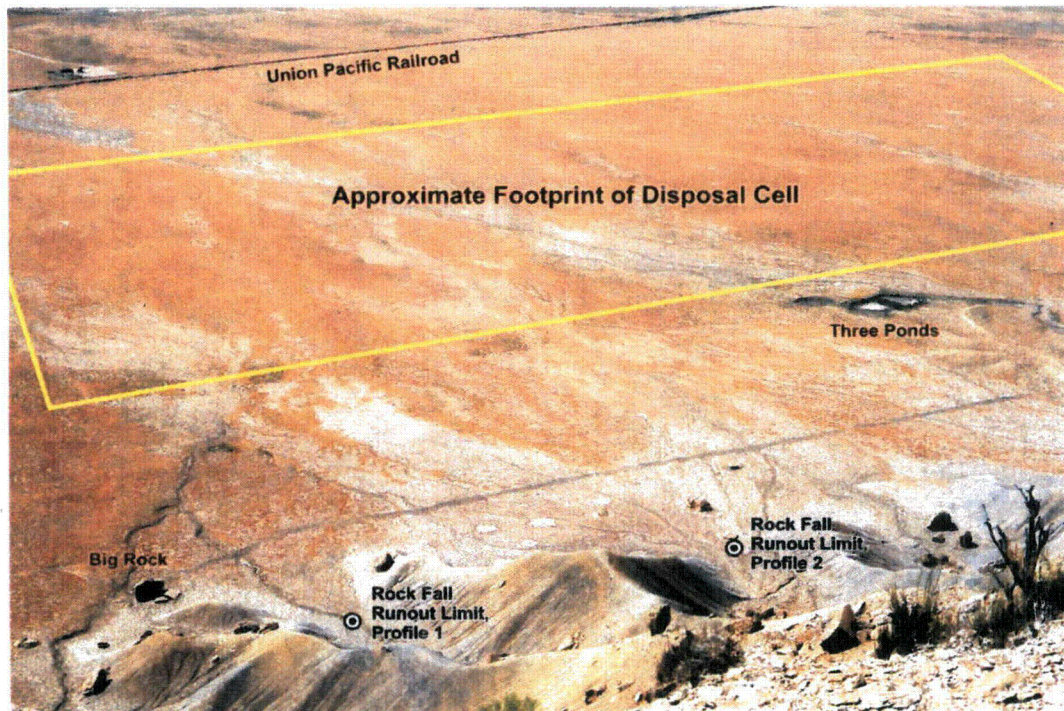 Union Pacific Railroad
Approximate Footprint of Disposal Cell
Three Ponds
Rock Fall
Runout Limit,
Profile 2
Big Rock
Rock Fall
Runout Limit,
Profile 1